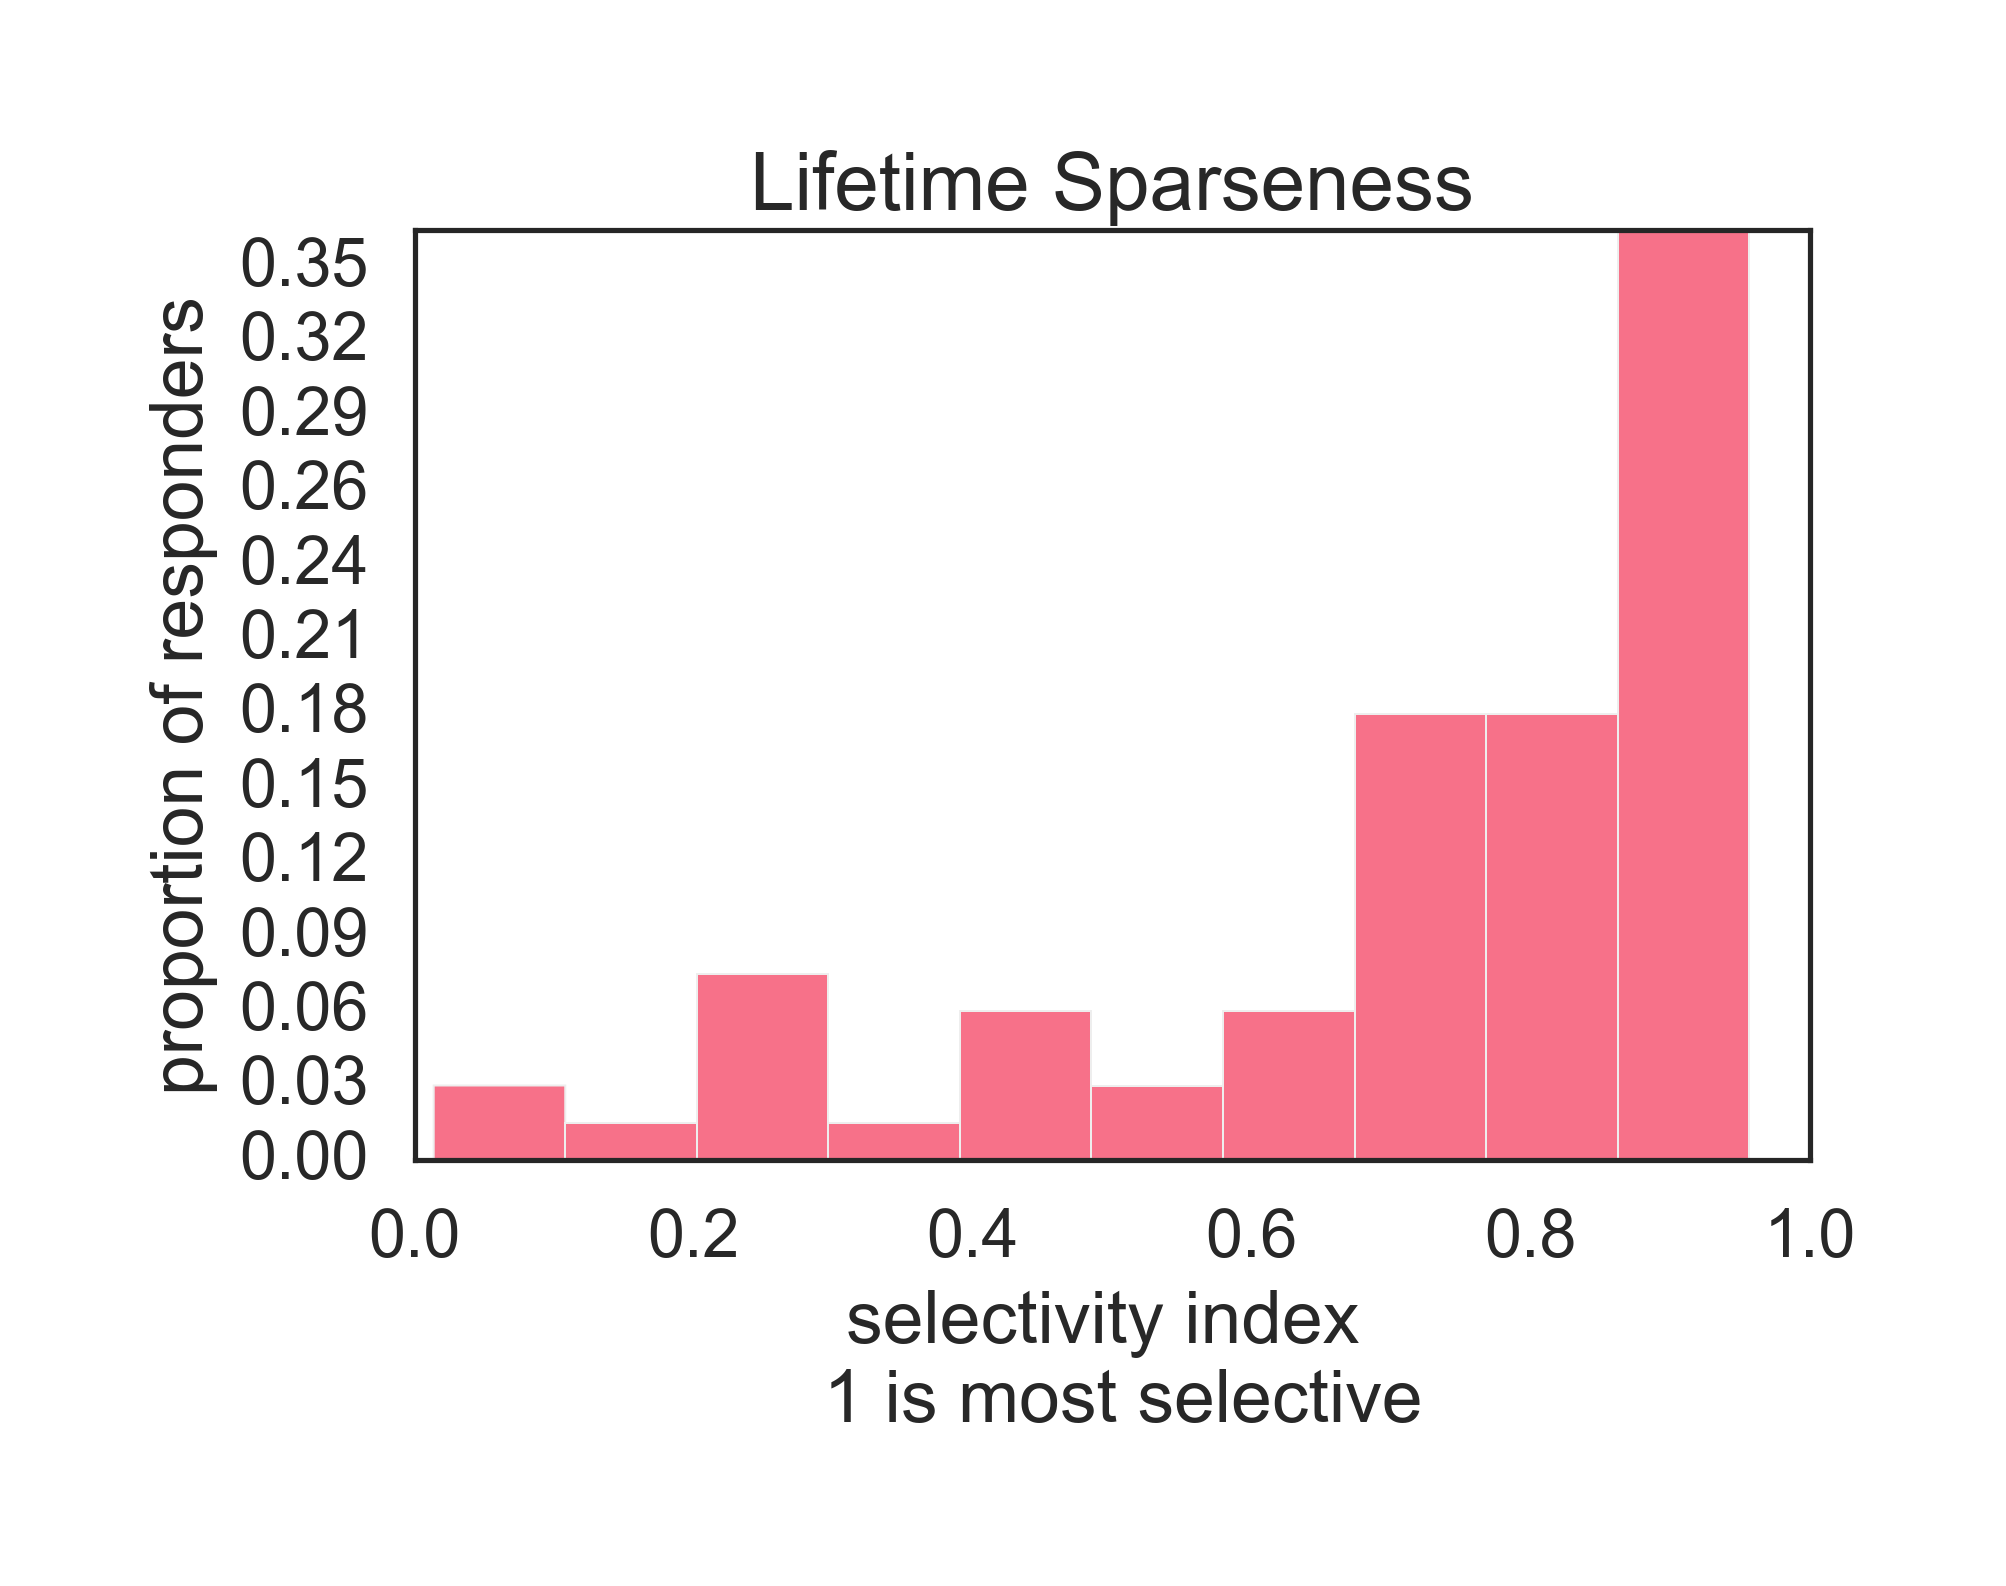 Lifetime Sparseness
0.35
0.32
0.29
0.26
0.24
0.21
0.18
0.15
0.12
0.09
0.06
0.03
0.00
proportion of responders
0.0 0.2 0.4 0.6 0.8 1.0
selectivity index
1 is most selective